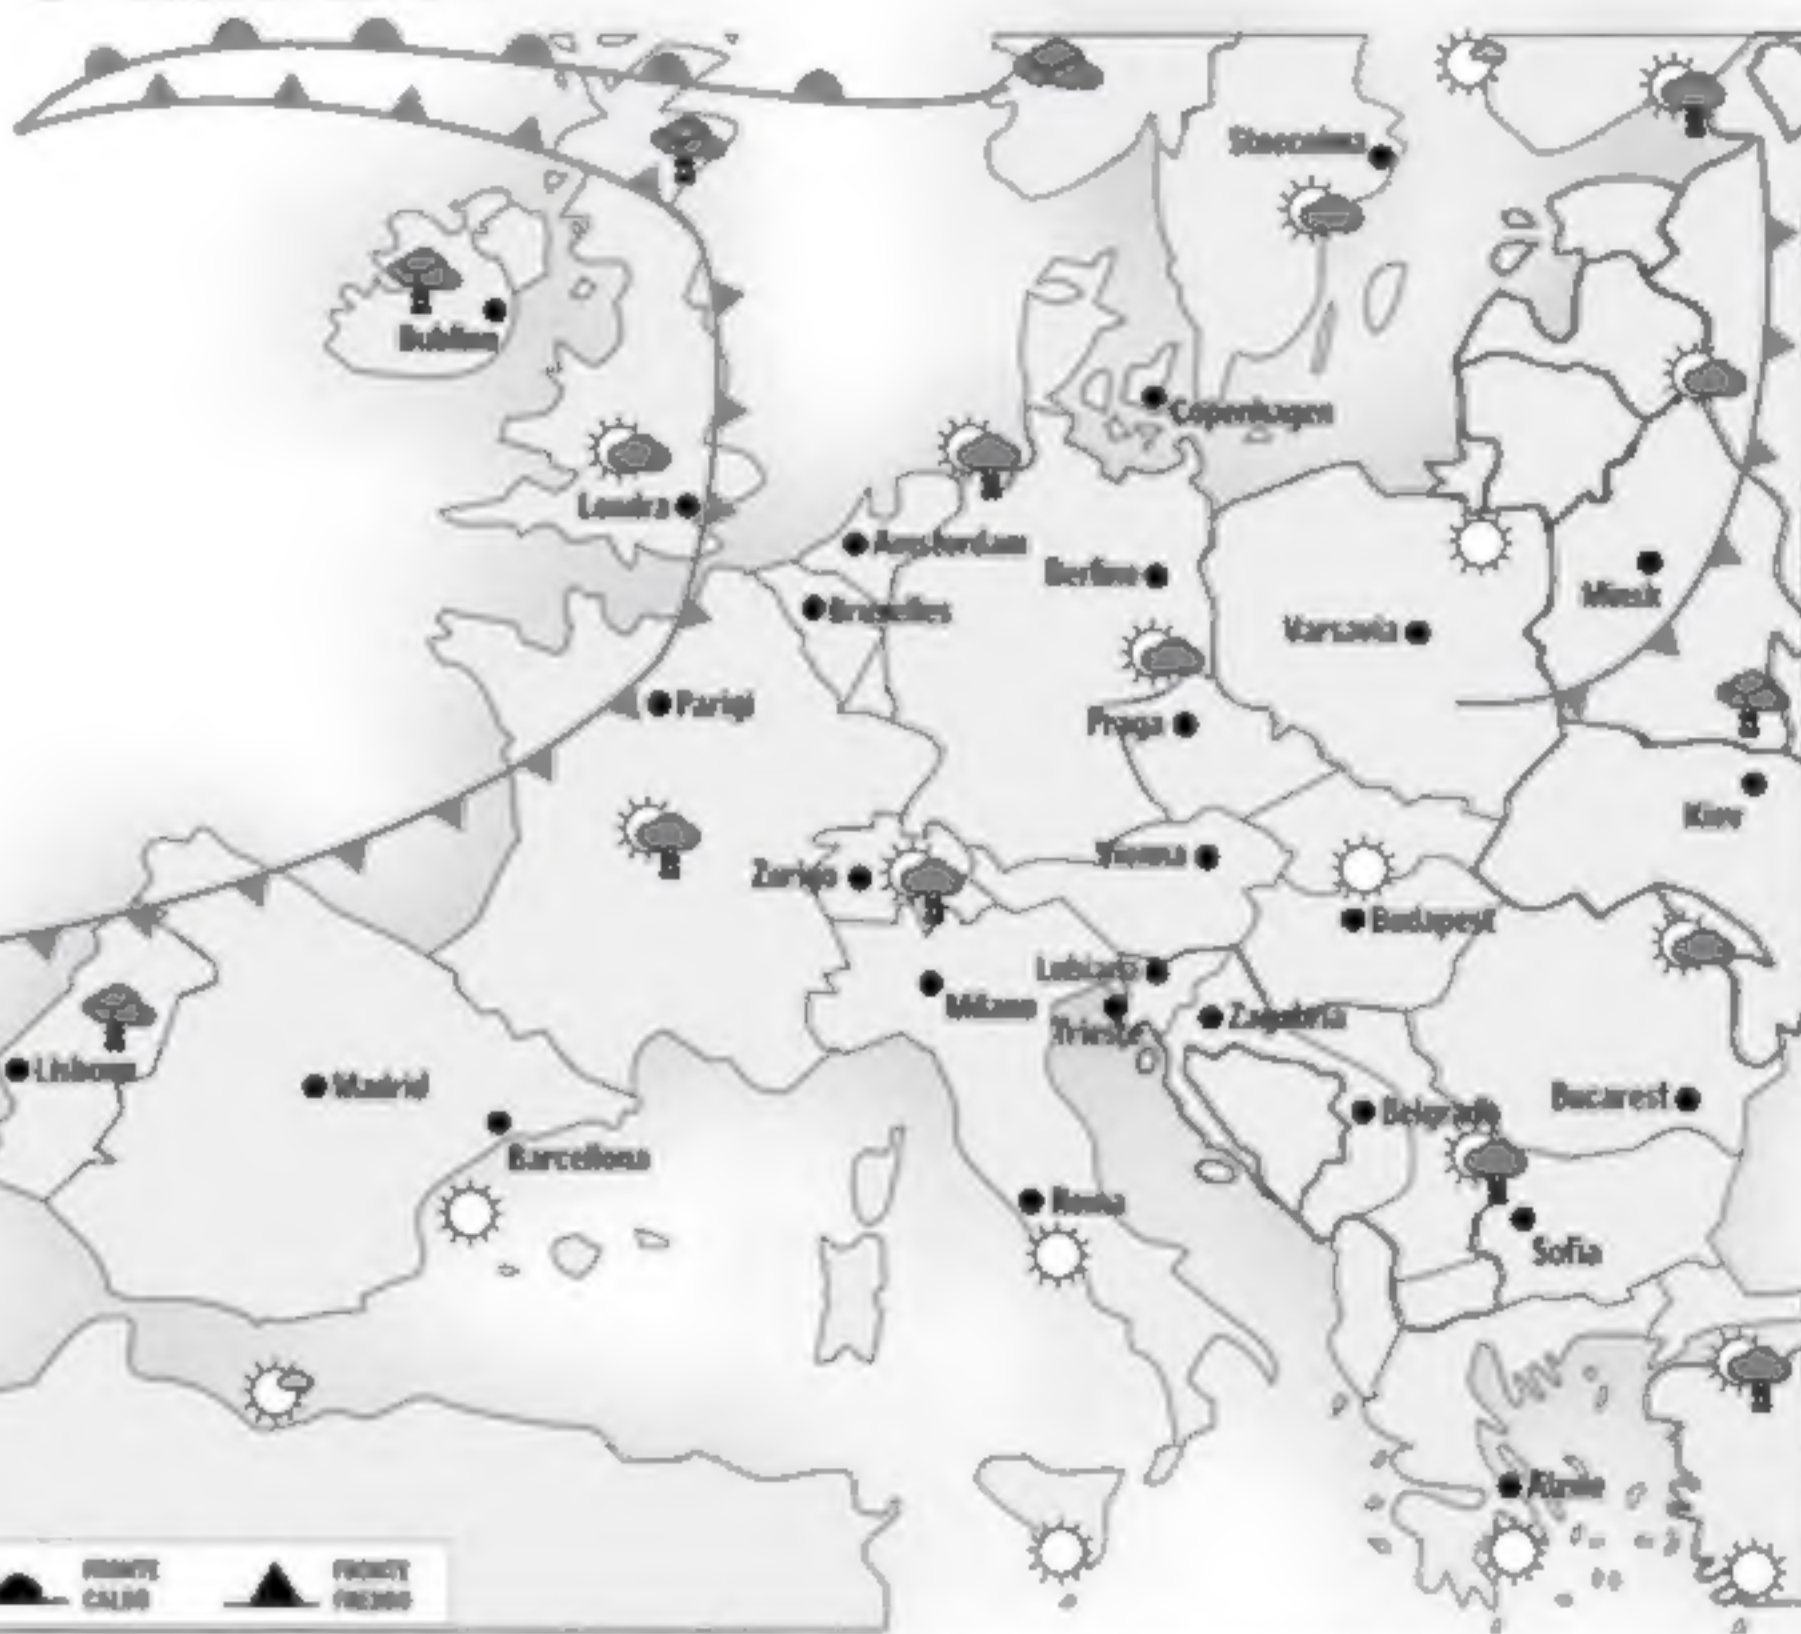 Stoccolma
Dublino
Copenhagen
Londra
Amsterdam
Berlino
Minsk
Bruxelles
Varsavia
Parigi
Praga
Kiev
Vienna
Zurigo
Budapest
Lubiana
Milano
Zagabria
Trieste
Lisbona
Madrid
Bucarest
Belgrado
Barcellona
Roma
Sofia
Atene
FRONTE
CALDO
FRONTE
FREDDO